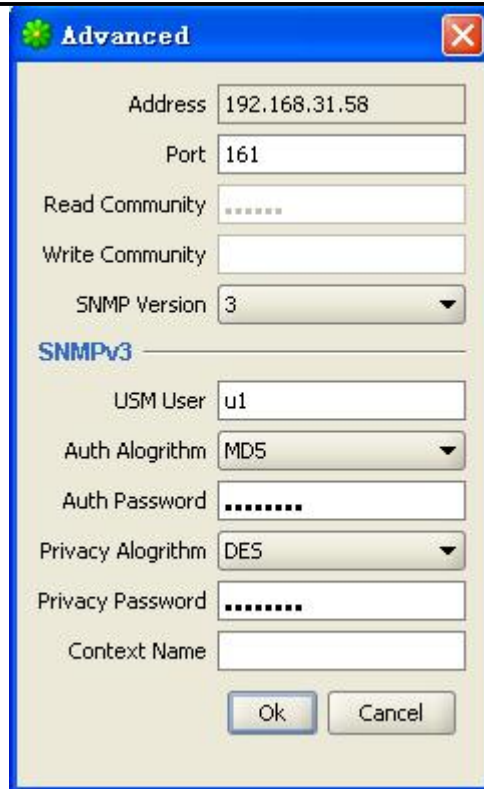 Advanced
Address 192.168.31.58
Port 161
Read Community ••••••
Write Community
SNMP Version 3
SNMPv3
USM User u1
Auth Alogrithm MD5
Auth Password ••••••••
Privacy Alogrithm DES
Privacy Password ••••••••
Context Name
Ok Cancel